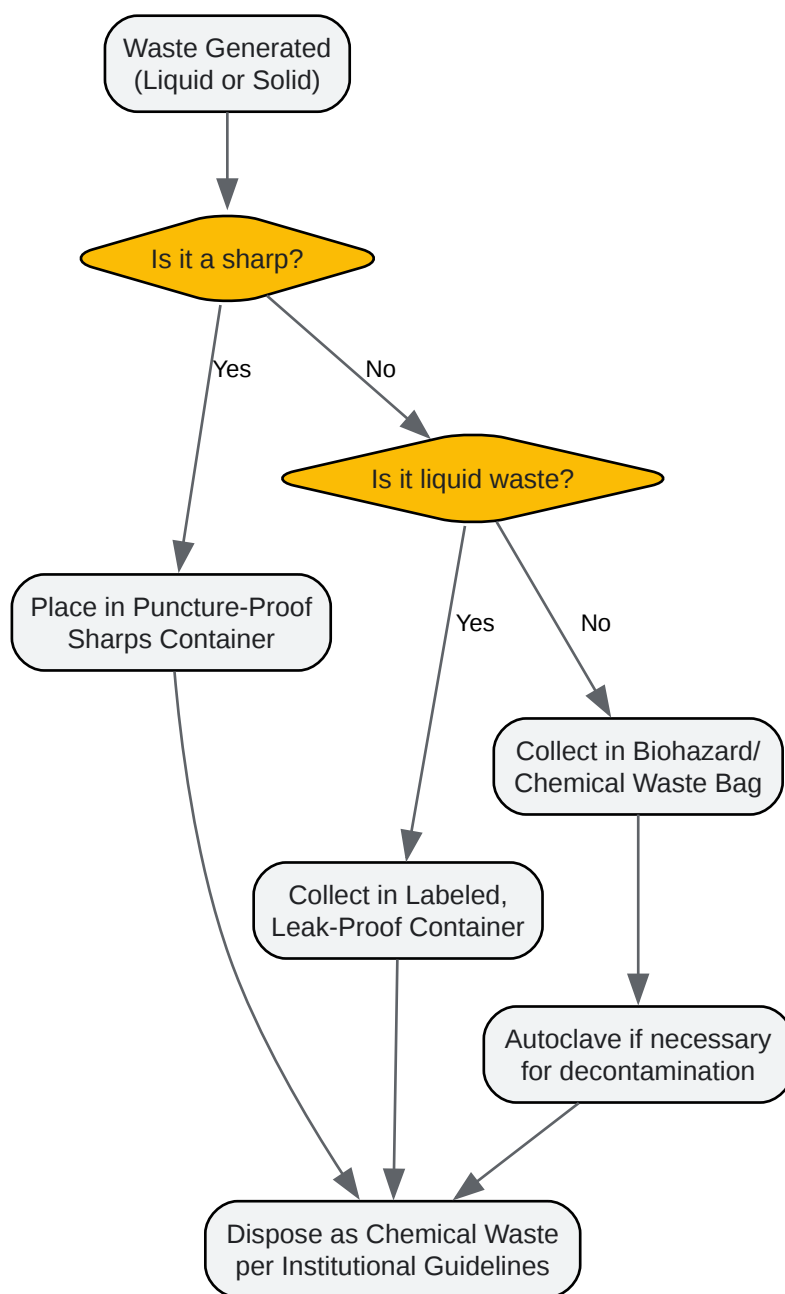 Waste Generated
(Liquid or Solid)
Is it a sharp?
Yes
No
Is it liquid waste?
Place in Puncture-Proof
Sharps Container
Yes
No
Collect in Biohazard/
Chemical Waste Bag
Collect in Labeled,
Leak-Proof Container
Autoclave if necessary
for decontamination
Dispose as Chemical Waste
per Institutional Guidelines